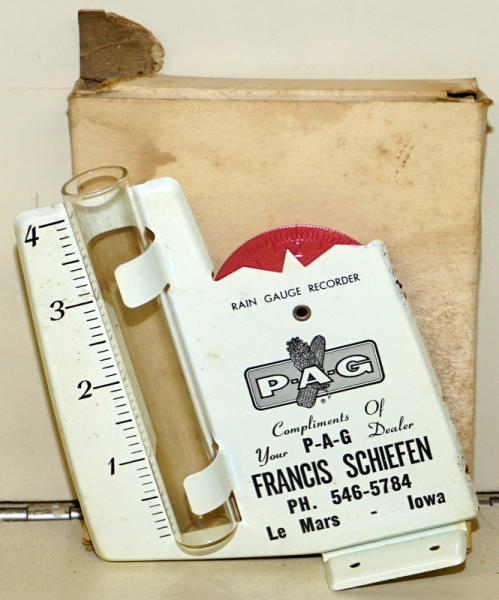 4
3
2
1
RAIN GAUGE RECORDER
P-A-G
®
Compliments Of
Your P-A-G Dealer
FRANCIS SCHIEFEN
PH. 546-5784
Le Mars - Iowa